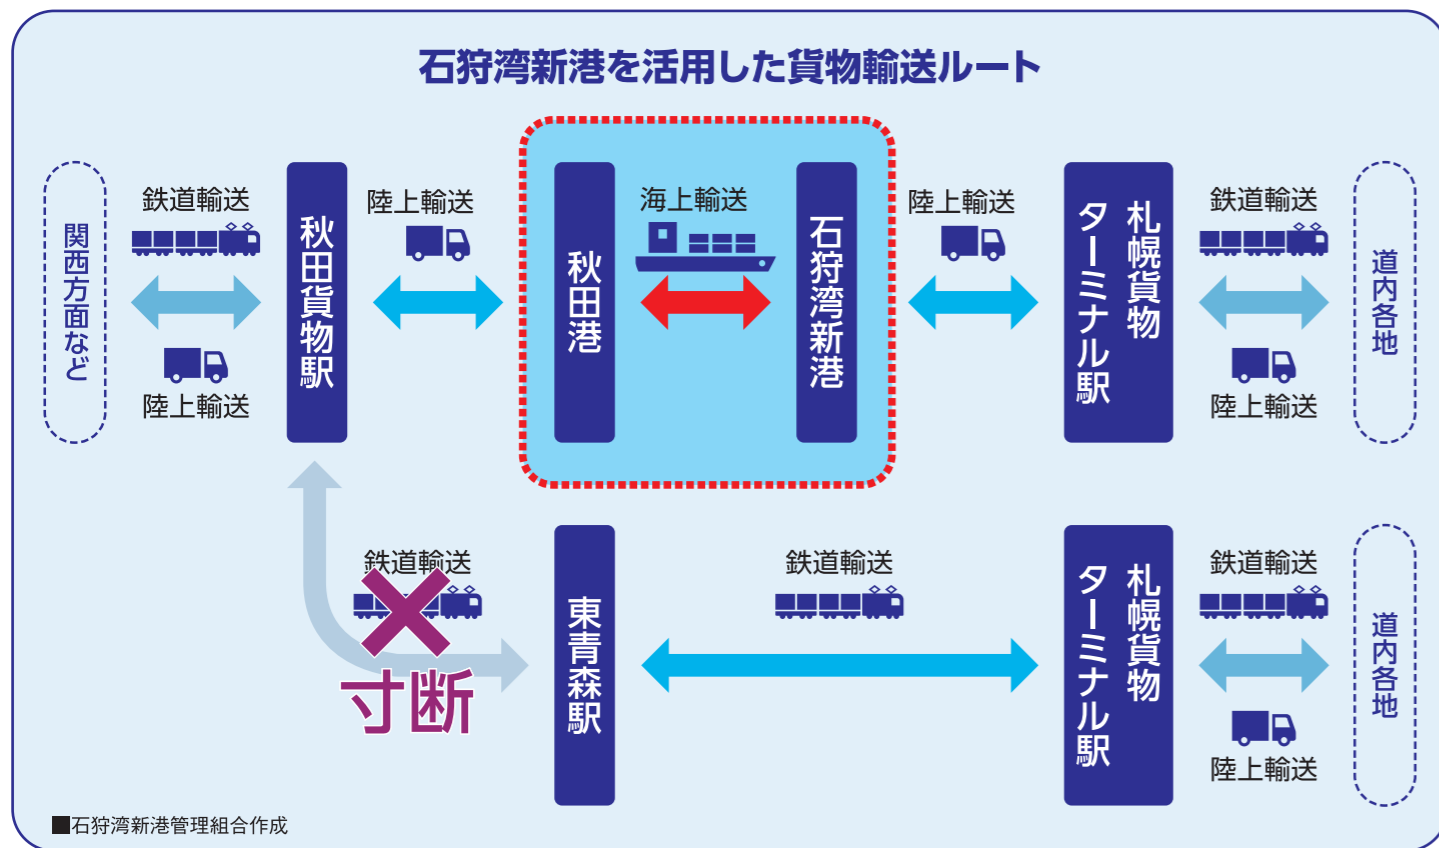 石狩湾新港を活用した貨物輸送ルート
関西方面など
鉄道輸送
陸上輸送
秋田貨物駅
陸上輸送
秋田港
海上輸送
石狩湾新港
陸上輸送
札幌貨物
ターミナル駅
鉄道輸送
陸上輸送
道内各地
鉄道輸送
寸断
東青森駅
鉄道輸送
札幌貨物
ターミナル駅
鉄道輸送
陸上輸送
道内各地
■石狩湾新港管理組合作成